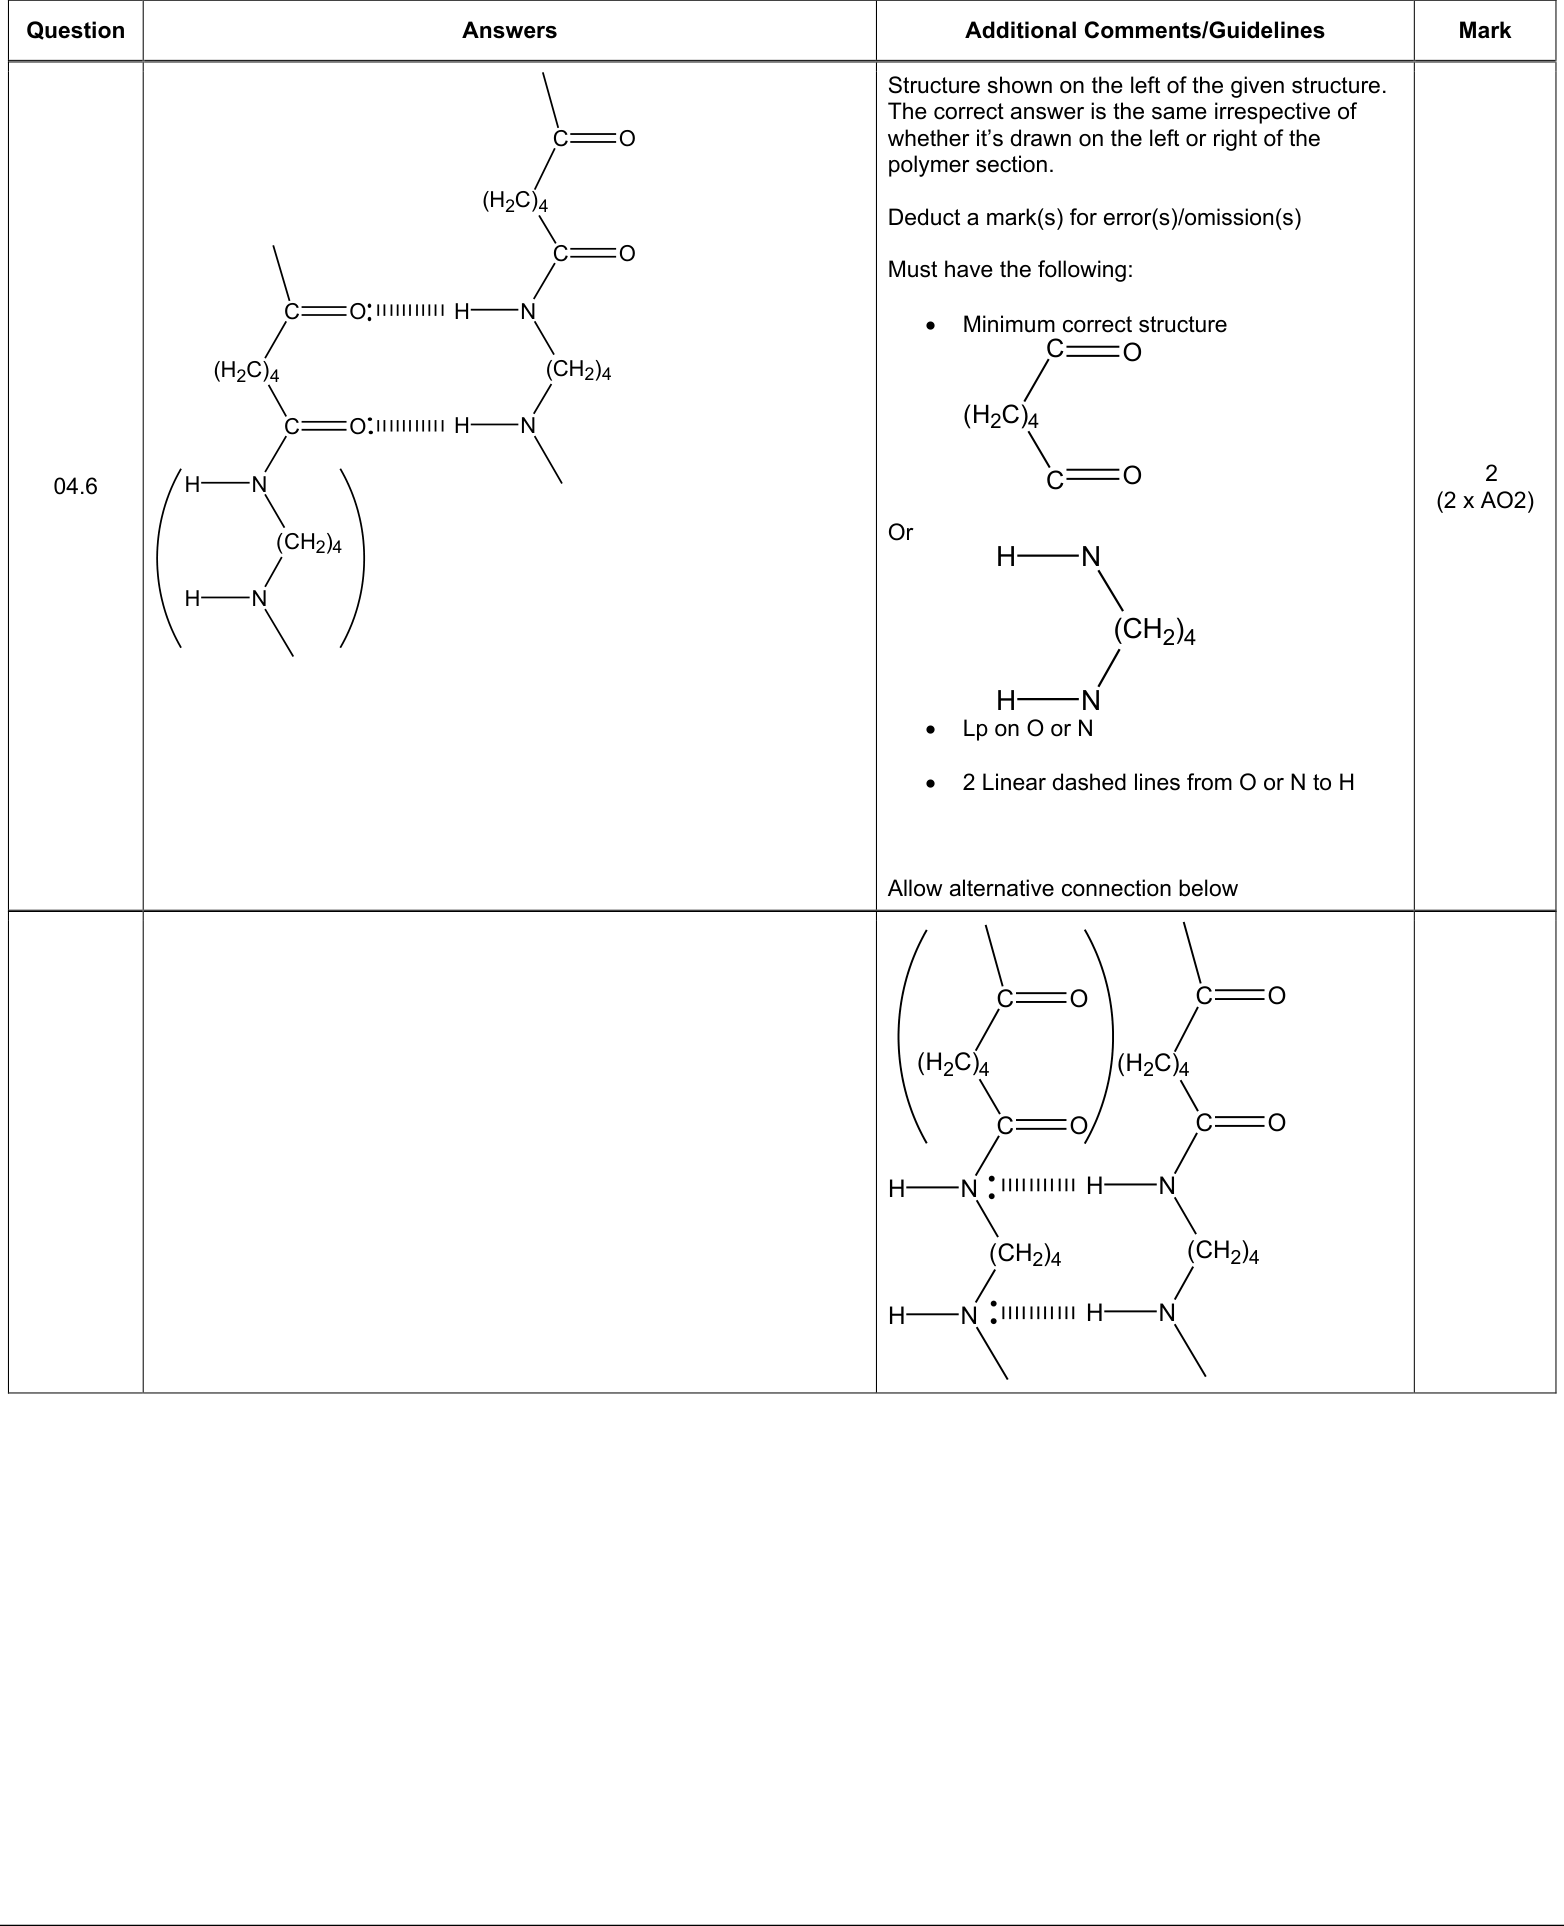 Question Answers Additional Comments/Guidelines Mark
04.6
C=O
(H₂C)₄
C=O
C=O: H—N
(H₂C)₄ (CH₂)₄
C=O: H—N
H—N
(CH₂)₄
H—N
Structure shown on the left of the given structure.
The correct answer is the same irrespective of
whether it's drawn on the left or right of the
polymer section.
Deduct a mark(s) for error(s)/omission(s)
Must have the following:
• Minimum correct structure
C=O
(H₂C)₄
C=O
Or
H—N
(CH₂)₄
H—N
• Lp on O or N
• 2 Linear dashed lines from O or N to H
Allow alternative connection below
2
(2 x AO2)
C=O C=O
(H₂C)₄ (H₂C)₄
C=O C=O
H—N: H—N
(CH₂)₄ (CH₂)₄
H—N: H—N